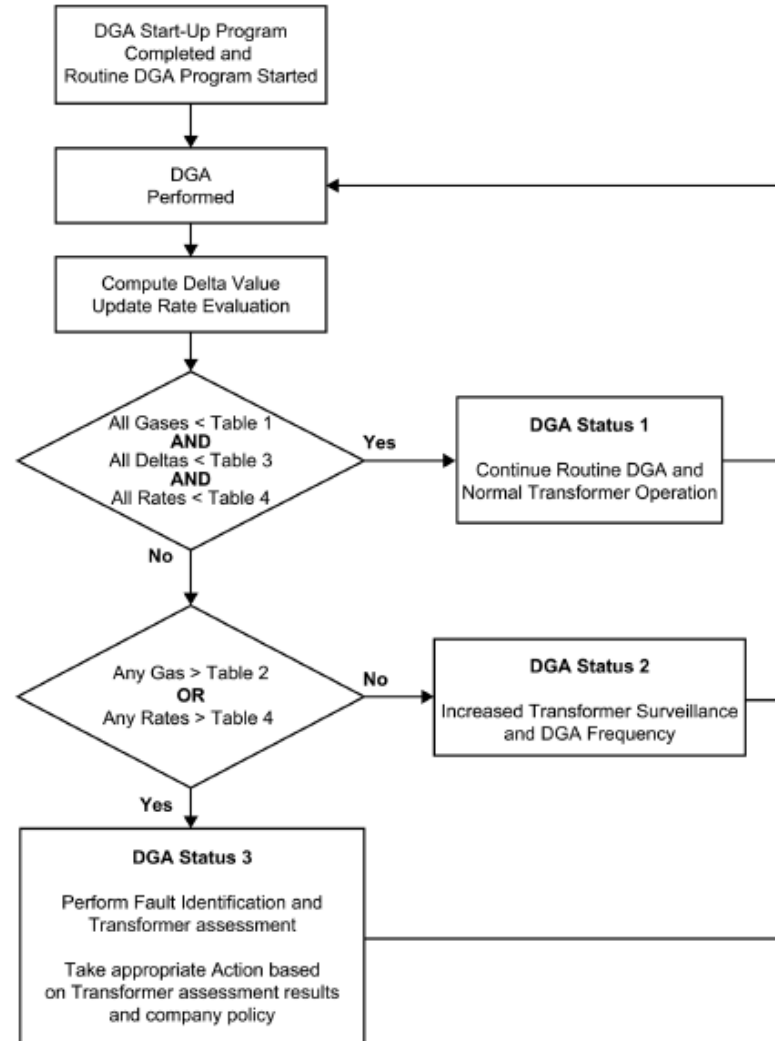 DGA Start-Up Program
Completed and
Routine DGA Program Started
DGA
Performed
Compute Delta Value
Update Rate Evaluation
All Gases < Table 1
AND
All Deltas < Table 3
AND
All Rates < Table 4
Yes
DGA Status 1
Continue Routine DGA and
Normal Transformer Operation
No
Any Gas > Table 2
OR
Any Rates > Table 4
No
DGA Status 2
Increased Transformer Surveillance
and DGA Frequency
Yes
DGA Status 3
Perform Fault Identification and
Transformer assessment
Take appropriate Action based
on Transformer assessment results
and company policy